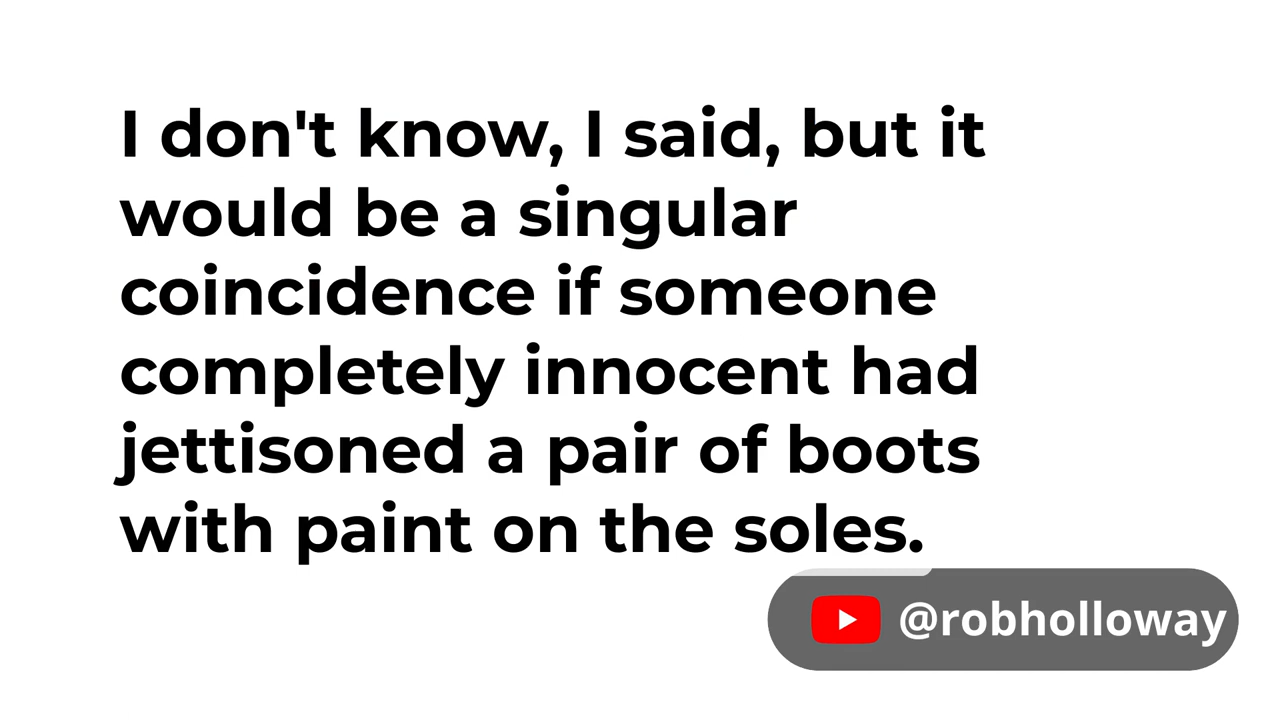 I don't know, I said, but it
would be a singular
coincidence if someone
completely innocent had
jettisoned a pair of boots
with paint on the soles.
@robholloway